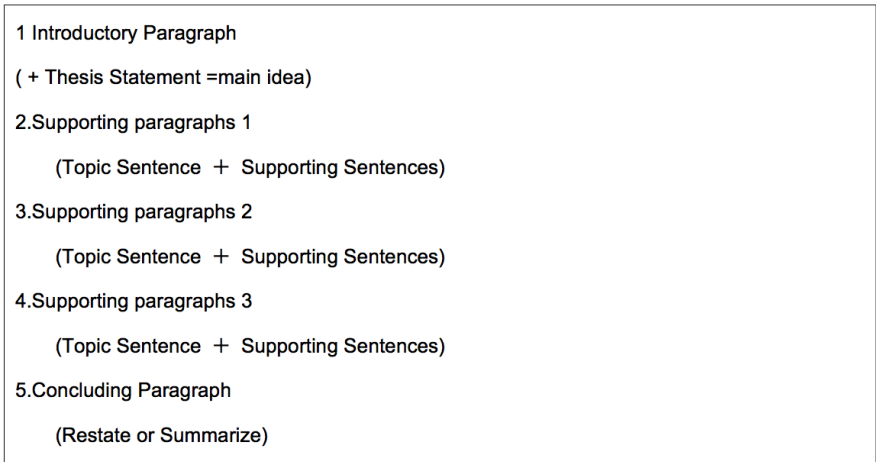 1 Introductory Paragraph
( + Thesis Statement =main idea)
2.Supporting paragraphs 1
(Topic Sentence ＋ Supporting Sentences)
3.Supporting paragraphs 2
(Topic Sentence ＋ Supporting Sentences)
4.Supporting paragraphs 3
(Topic Sentence ＋ Supporting Sentences)
5.Concluding Paragraph
(Restate or Summarize)